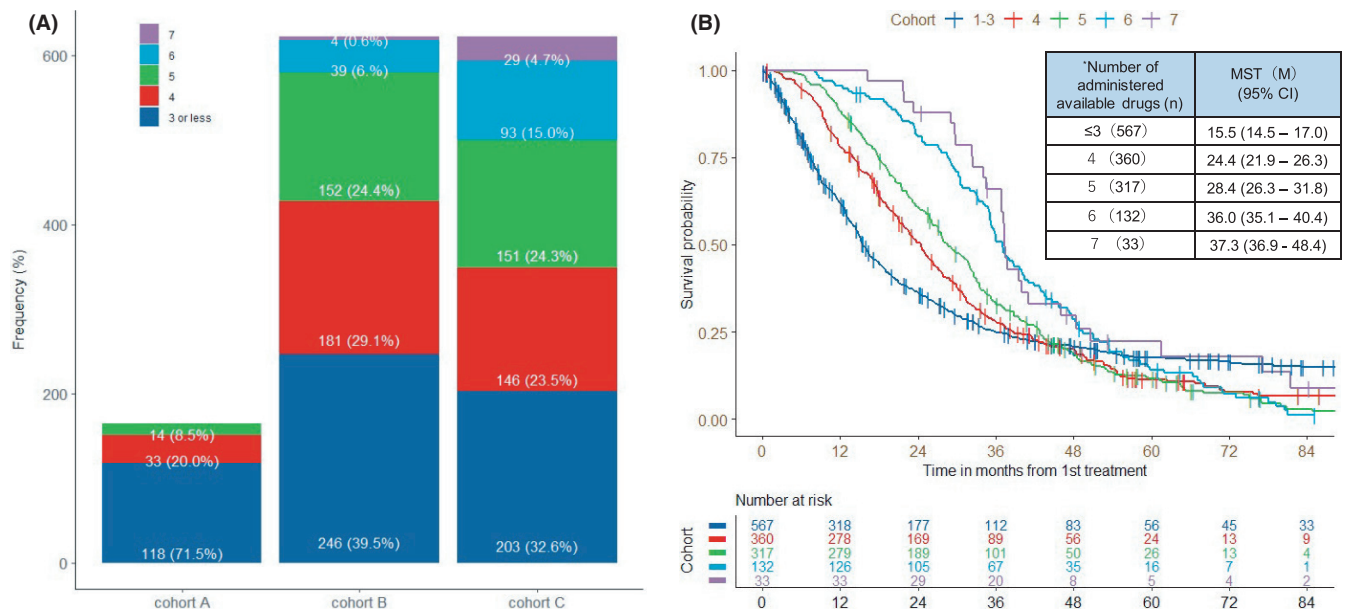 (A)
7
6
5
4
3 or less
Frequency (%)
600
400
200
0
14 (8.5%)
33 (20.0%)
118 (71.5%)
4 (0.6%)
39 (6.%)
152 (24.4%)
181 (29.1%)
246 (39.5%)
29 (4.7%)
93 (15.0%)
151 (24.3%)
146 (23.5%)
203 (32.6%)
cohort A cohort B cohort C
(B)
Cohort 1-3 4 5 6 7
Survival probability
1.00
0.75
0.50
0.25
0.00
*Number of
administered
available drugs (n)
MST (M)
(95% CI)
≤3 (567) 15.5 (14.5 – 17.0)
4 (360) 24.4 (21.9 – 26.3)
5 (317) 28.4 (26.3 – 31.8)
6 (132) 36.0 (35.1 - 40.4)
7 (33) 37.3 (36.9 - 48.4)
0 12 24 36 48 60 72 84
Time in months from 1st treatment
Number at risk
Cohort
567 318 177 112 83 56 45 33
360 278 169 89 56 24 13 9
317 279 189 101 50 26 13 4
132 126 105 67 35 16 7 1
33 33 29 20 8 5 4 2
0 12 24 36 48 60 72 84